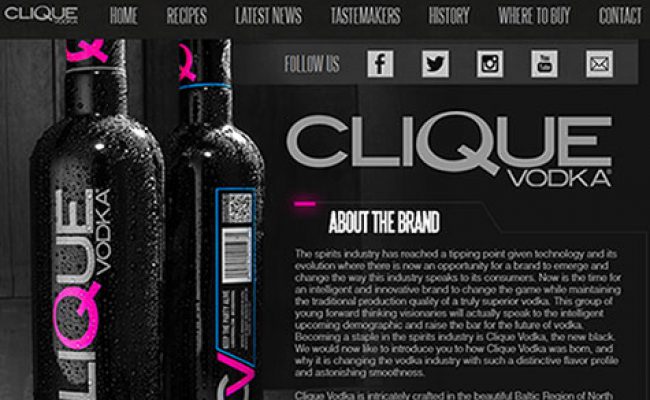 CLIQUE VODKA HOME RECIPES LATEST NEWS TASTEMAKERS HISTORY WHERE TO BUY CONTACT
FOLLOW US f You Tube
CLIQUE
VODKA
ABOUT THE BRAND
The spirits industry has reached a tipping point given technology and its
evolution where there is now an opportunity for a brand to emerge and
change the way this industry speaks to its consumers. Now is the time for
an intelligent and innovative brand to change the game while maintaining
the traditional production quality of a truly superior vodka. This group of
young forward thinking visionaries will actually speak to the intelligent
upcoming demographic and raise the bar for the future of vodka.
Becoming a staple in the spirits industry is Clique Vodka, the new black.
We would now like to introduce you to how Clique Vodka was born, and
why it is changing the vodka industry with such a distinctive flavor profile
and astonishing smoothness.
Clique Vodka is intricately crafted in the beautiful Baltic Region of North
LIQUE
VODKA
Q
Q
KEEP THE PARTY ALIVE
V